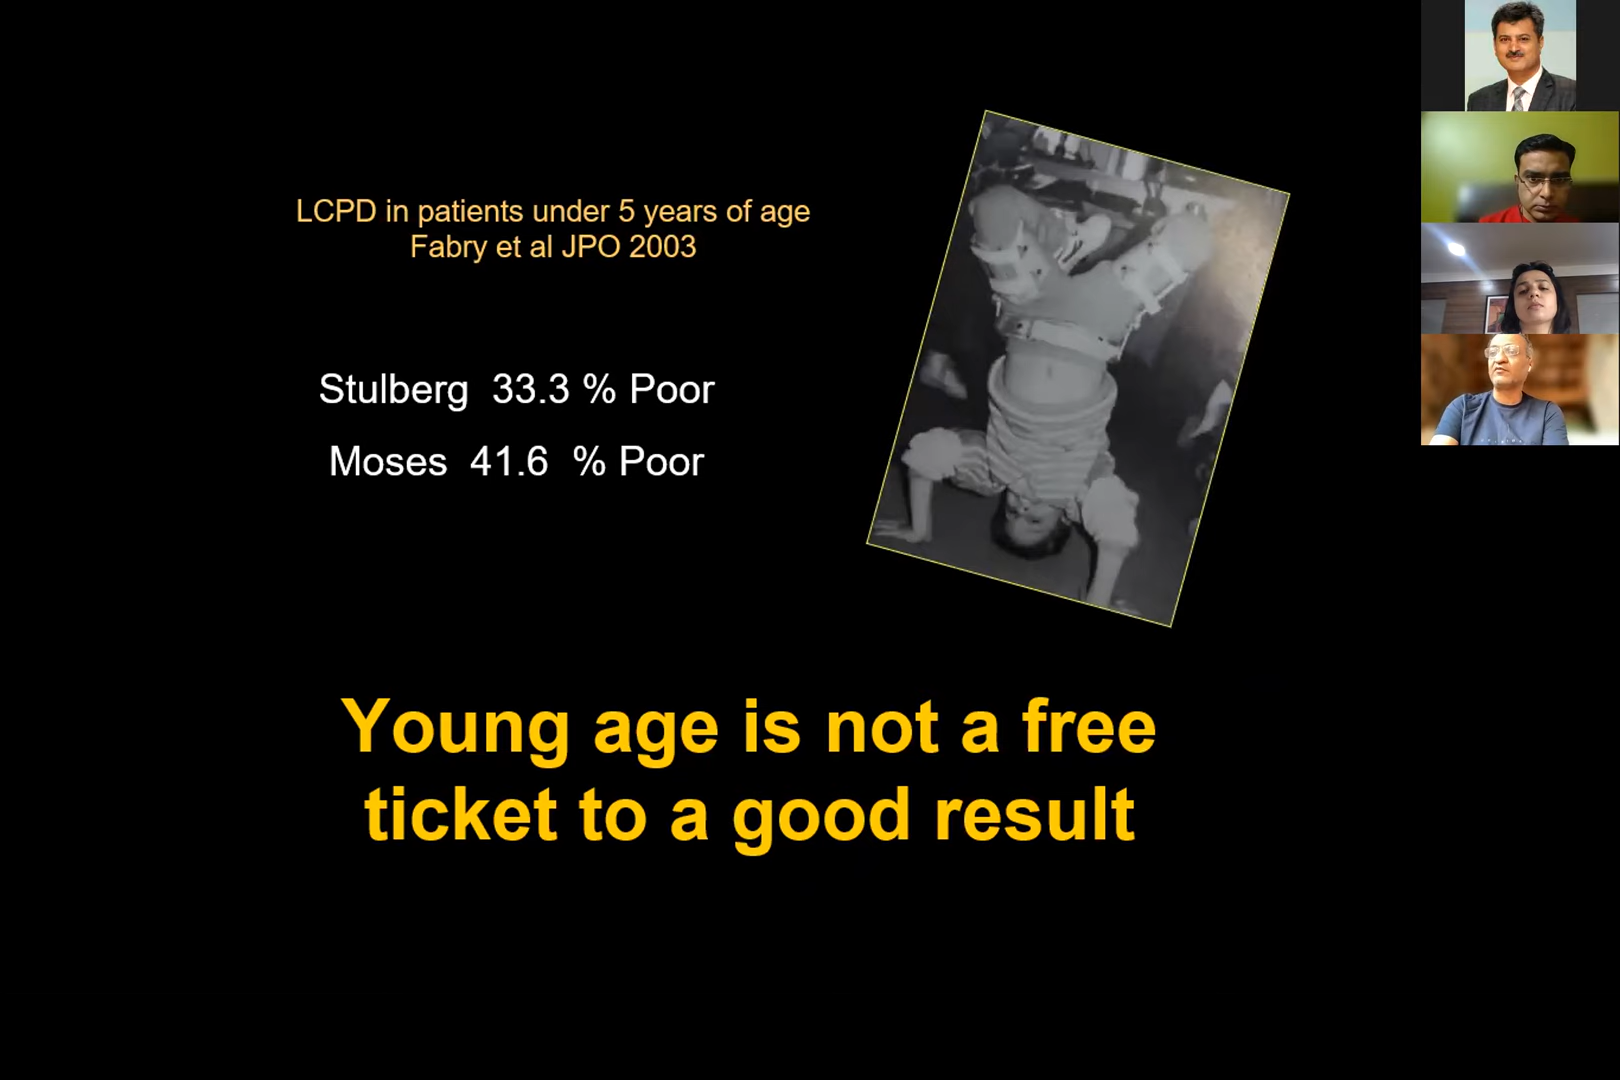 LCPD in patients under 5 years of age
Fabry et al JPO 2003
Stulberg 33.3 % Poor
Moses 41.6 % Poor
Young age is not a free
ticket to a good result